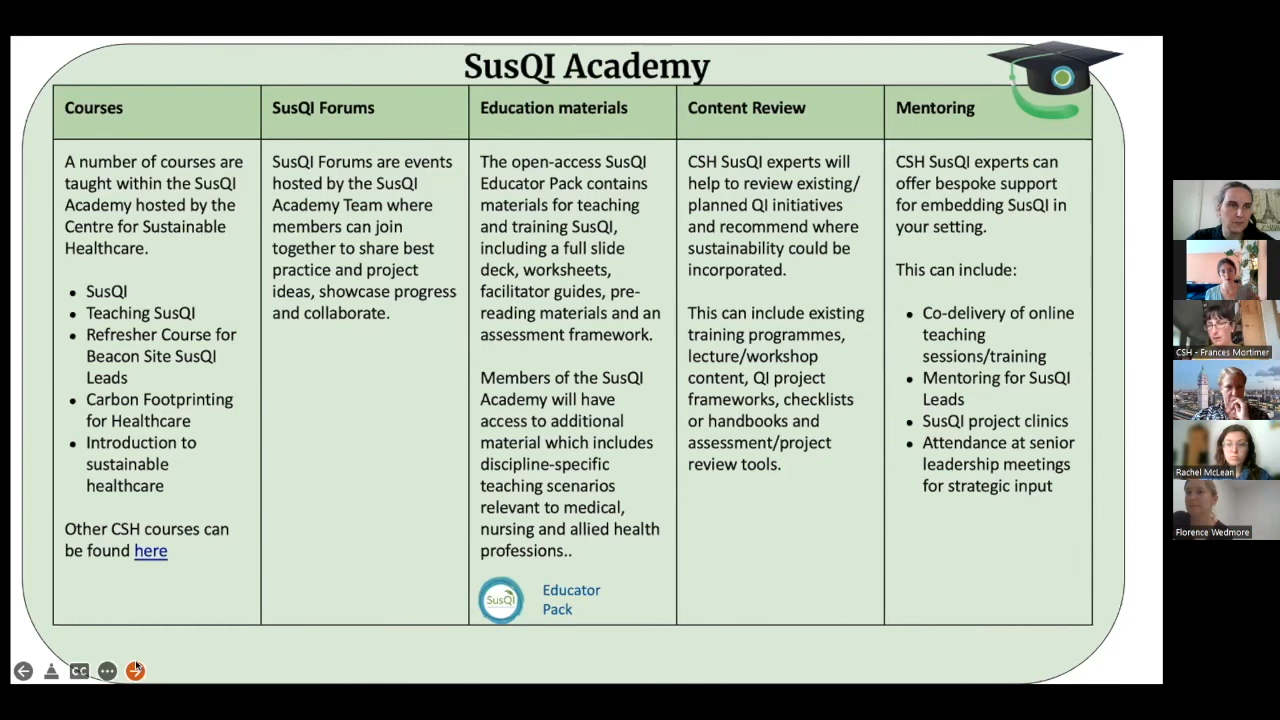 SusQI Academy
Courses
SusQI Forums
Education materials
Content Review
Mentoring
A number of courses are
taught within the SusQI
Academy hosted by the
Centre for Sustainable
Healthcare.
• SusQI
• Teaching SusQI
• Refresher Course for
Beacon Site SusQI
Leads
• Carbon Footprinting
for Healthcare
• Introduction to
sustainable
healthcare
Other CSH courses can
be found here
SusQI Forums are events
hosted by the SusQI
Academy Team where
members can join
together to share best
practice and project
ideas, showcase progress
and collaborate.
The open-access SusQI
Educator Pack contains
materials for teaching
and training SusQI,
including a full slide
deck, worksheets,
facilitator guides, pre-
reading materials and an
assessment framework.
Members of the SusQI
Academy will have
access to additional
material which includes
discipline-specific
teaching scenarios
relevant to medical,
nursing and allied health
professions..
SusQI
Educator
Pack
CSH SusQI experts will
help to review existing/
planned QI initiatives
and recommend where
sustainability could be
incorporated.
This can include existing
training programmes,
lecture/workshop
content, QI project
frameworks, checklists
or handbooks and
assessment/project
review tools.
CSH SusQI experts can
offer bespoke support
for embedding SusQI in
your setting.
This can include:
• Co-delivery of online
teaching
sessions/training
• Mentoring for SusQI
Leads
• SusQI project clinics
• Attendance at senior
leadership meetings
for strategic input
CC
CSH - Frances Mortimer
Rachel McLean
Florence Wedmore